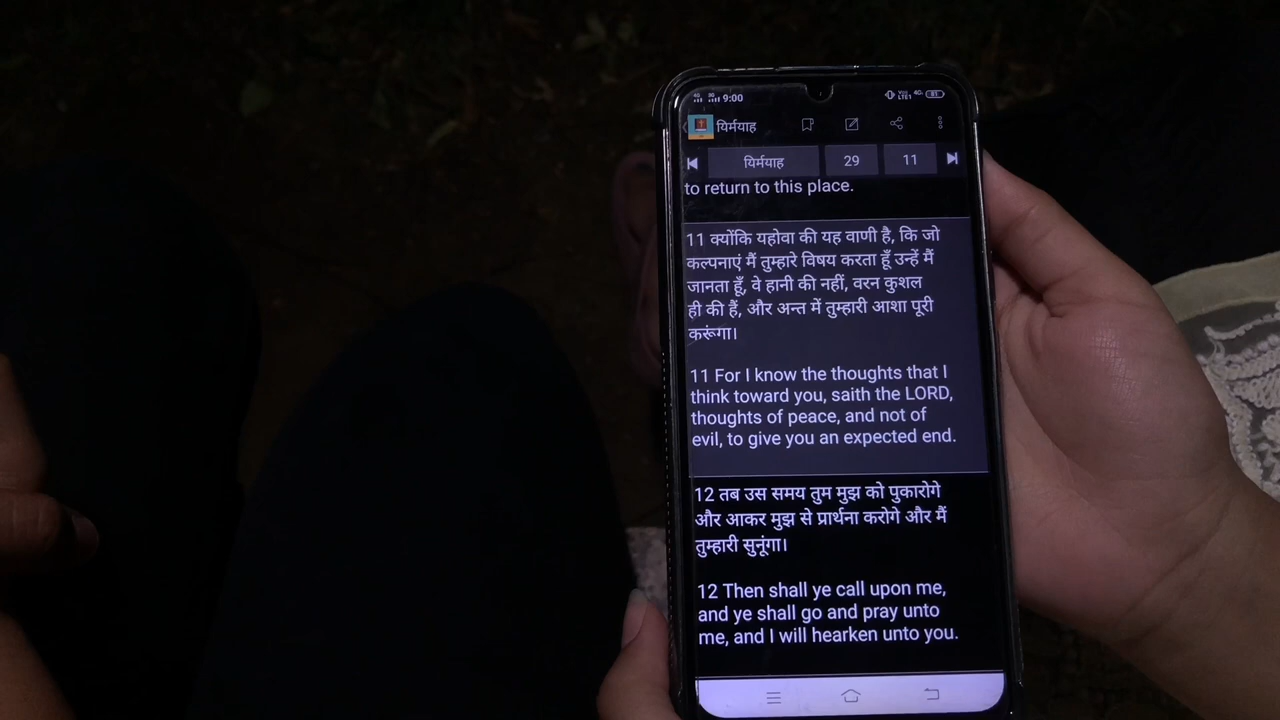 9:00
यिर्मयाह
यिर्मयाह 29 11
to return to this place.
11 क्योंकि यहोवा की यह वाणी है, कि जो
कल्पनाएं मैं तुम्हारे विषय करता हूँ उन्हें मैं
जानता हूँ, वे हानी की नहीं, वरन कुशल
ही की हैं, और अन्त में तुम्हारी आशा पूरी
करूंगा।
11 For I know the thoughts that I
think toward you, saith the LORD,
thoughts of peace, and not of
evil, to give you an expected end.
12 तब उस समय तुम मुझ को पुकारोगे
और आकर मुझ से प्रार्थना करोगे और मैं
तुम्हारी सुनूंगा।
12 Then shall ye call upon me,
and ye shall go and pray unto
me, and I will hearken unto you.